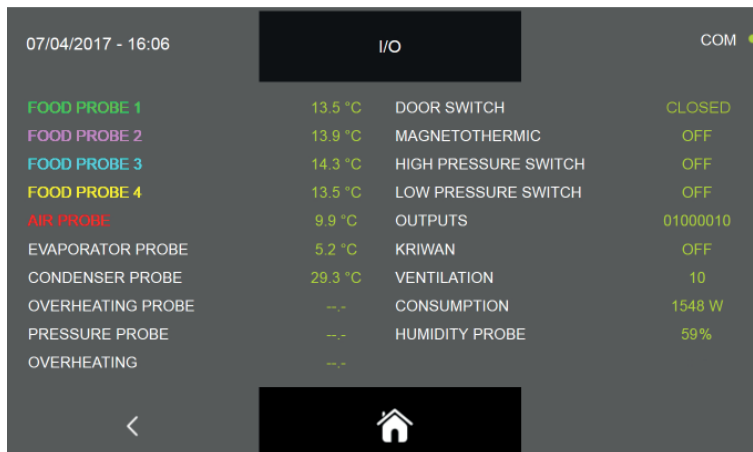 07/04/2017 - 16:06 I/O COM
FOOD PROBE 1 13.5 °C DOOR SWITCH CLOSED
FOOD PROBE 2 13.9 °C MAGNETOTHERMIC OFF
FOOD PROBE 3 14.3 °C HIGH PRESSURE SWITCH OFF
FOOD PROBE 4 13.5 °C LOW PRESSURE SWITCH OFF
AIR PROBE 9.9 °C OUTPUTS 01000010
EVAPORATOR PROBE 5.2 °C KRIWAN OFF
CONDENSER PROBE 29.3 °C VENTILATION 10
OVERHEATING PROBE --.- CONSUMPTION 1548 W
PRESSURE PROBE --.- HUMIDITY PROBE 59%
OVERHEATING --.-